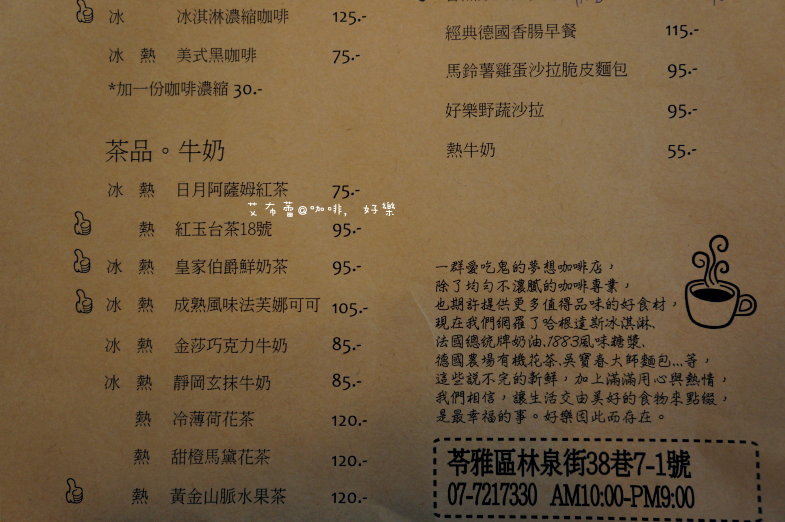 冰 冰淇淋濃縮咖啡 125.-
冰 熱 美式黑咖啡 75.-
*加一份咖啡濃縮 30.-
茶品。牛奶
冰 熱 日月阿薩姆紅茶 75.-
熱 紅玉台茶18號 95.-
冰 熱 皇家伯爵鮮奶茶 95.-
冰 熱 成熟風味法芙娜可可 105.-
冰 熱 金莎巧克力牛奶 85.-
冰 熱 靜岡玄抹牛奶 85.-
熱 冷薄荷花茶 120.-
熱 甜橙馬黛花茶 120.-
熱 黃金山脈水果茶 120.-
艾布蕾@咖啡, 好樂
經典德國香腸早餐 115.-
馬鈴薯雞蛋沙拉脆皮麵包 95.-
好樂野蔬沙拉 95.-
熱牛奶 55.-
一群愛吃鬼的夢想咖啡店，
除了均勻不濃膩的咖啡專業，
也期許提供更多值得品味的好食材，
現在我們網羅了哈根達斯冰淇淋、
法國總統牌奶油、1883風味糖漿、
德國農場有機花茶、吳寶春大師麵包...等，
這些說不完的新鮮，加上滿滿用心與熱情，
我們相信，讓生活交由美好的食物來點綴，
是最幸福的事。好樂因此而存在。
苓雅區林泉街38巷7-1號
07-7217330 AM10:00-PM9:00